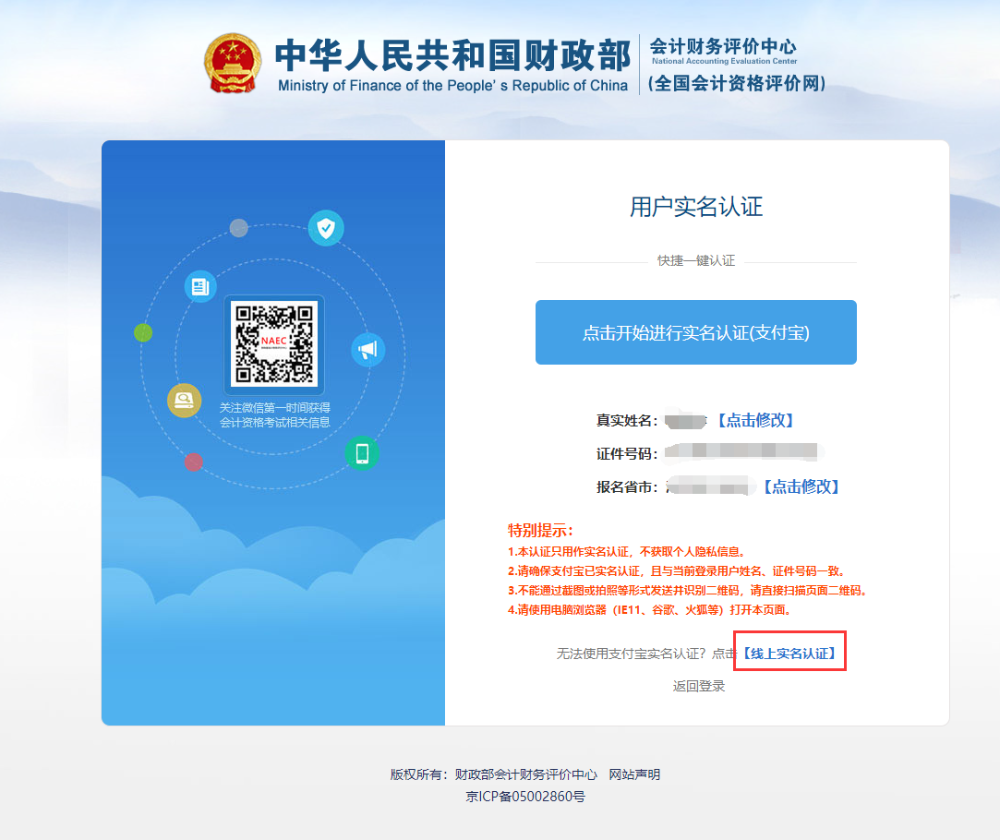 中华人民共和国财政部
Ministry of Finance of the People' s Republic of China
会计财务评价中心
National Accounting Evaluation Center
(全国会计资格评价网)
NAEC
关注微信第一时间获得
会计资格考试相关信息
用户实名认证
快捷一键认证
点击开始进行实名认证(支付宝)
真实姓名：【点击修改】
证件号码：
报名省市：【点击修改】
特别提示：
1.本认证只用作实名认证，不获取个人隐私信息。
2.请确保支付宝已实名认证，且与当前登录用户姓名、证件号码一致。
3.不能通过截图或拍照等形式发送并识别二维码，请直接扫描页面二维码。
4.请使用电脑浏览器（IE11、谷歌、火狐等）打开本页面。
无法使用支付宝实名认证？点击【线上实名认证】
返回登录
版权所有：财政部会计财务评价中心 网站声明
京ICP备05002860号